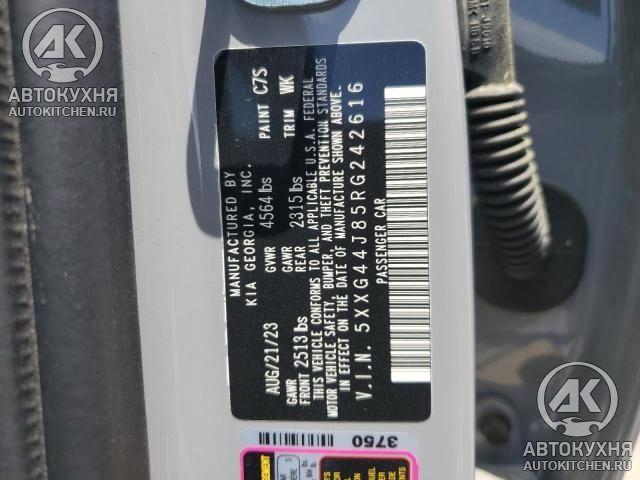 MANUFACTURED BY
KIA GEORGIA, INC.
AUG/21/23
GVWR 4564 lbs
PAINT C7S
GAWR FRONT 2513 lbs
GAWR REAR 2315 lbs
TRIM WK
THIS VEHICLE CONFORMS TO ALL APPLICABLE U.S.A. FEDERAL
MOTOR VEHICLE SAFETY, BUMPER, AND THEFT PREVENTION STANDARDS
IN EFFECT ON THE DATE OF MANUFACTURE SHOWN ABOVE.
V.I.N. 5XXG44J85RG242616
PASSENGER CAR
3750
AK
АВТОКУХНЯ
AUTOKITCHEN.RU
AK
АВТОКУХНЯ
AUTOKITCHEN.RU